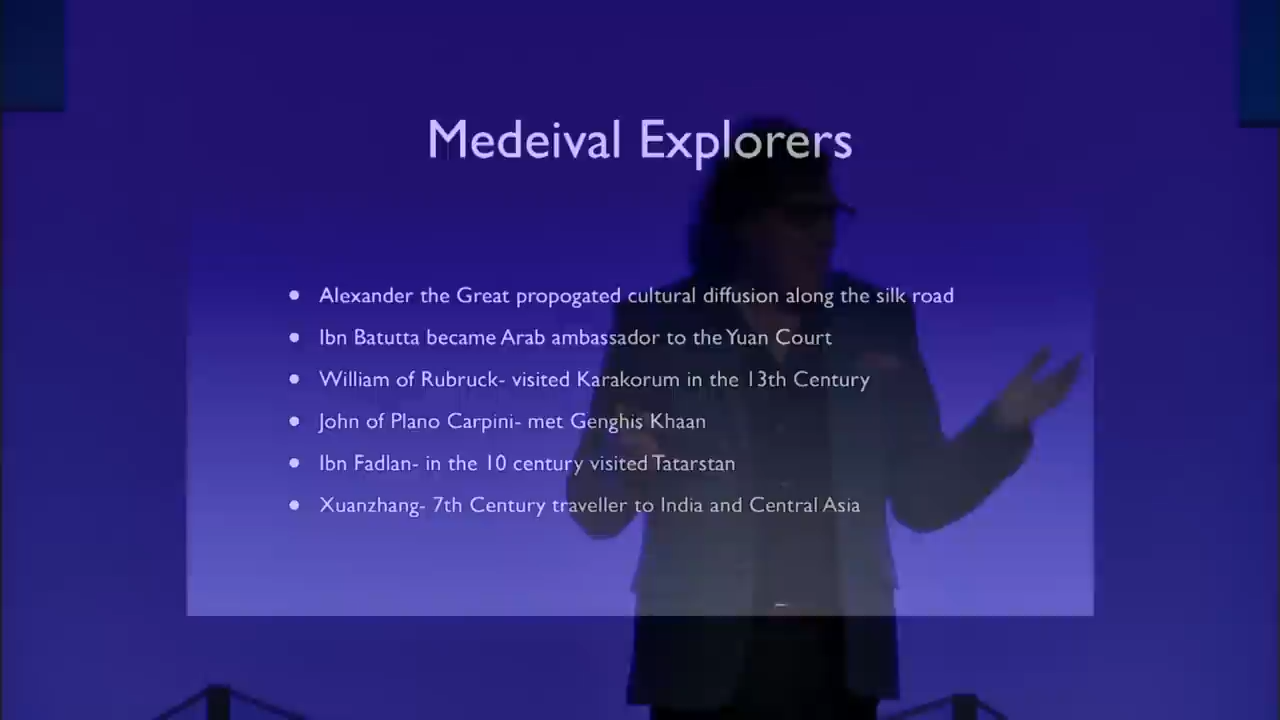 Medeival Explorers
• Alexander the Great propogated cultural diffusion along the silk road
• Ibn Batutta became Arab ambassador to the Yuan Court
• William of Rubruck- visited Karakorum in the 13th Century
• John of Plano Carpini- met Genghis Khaan
• Ibn Fadlan- in the 10 century visited Tatarstan
• Xuanzhang- 7th Century traveller to India and Central Asia